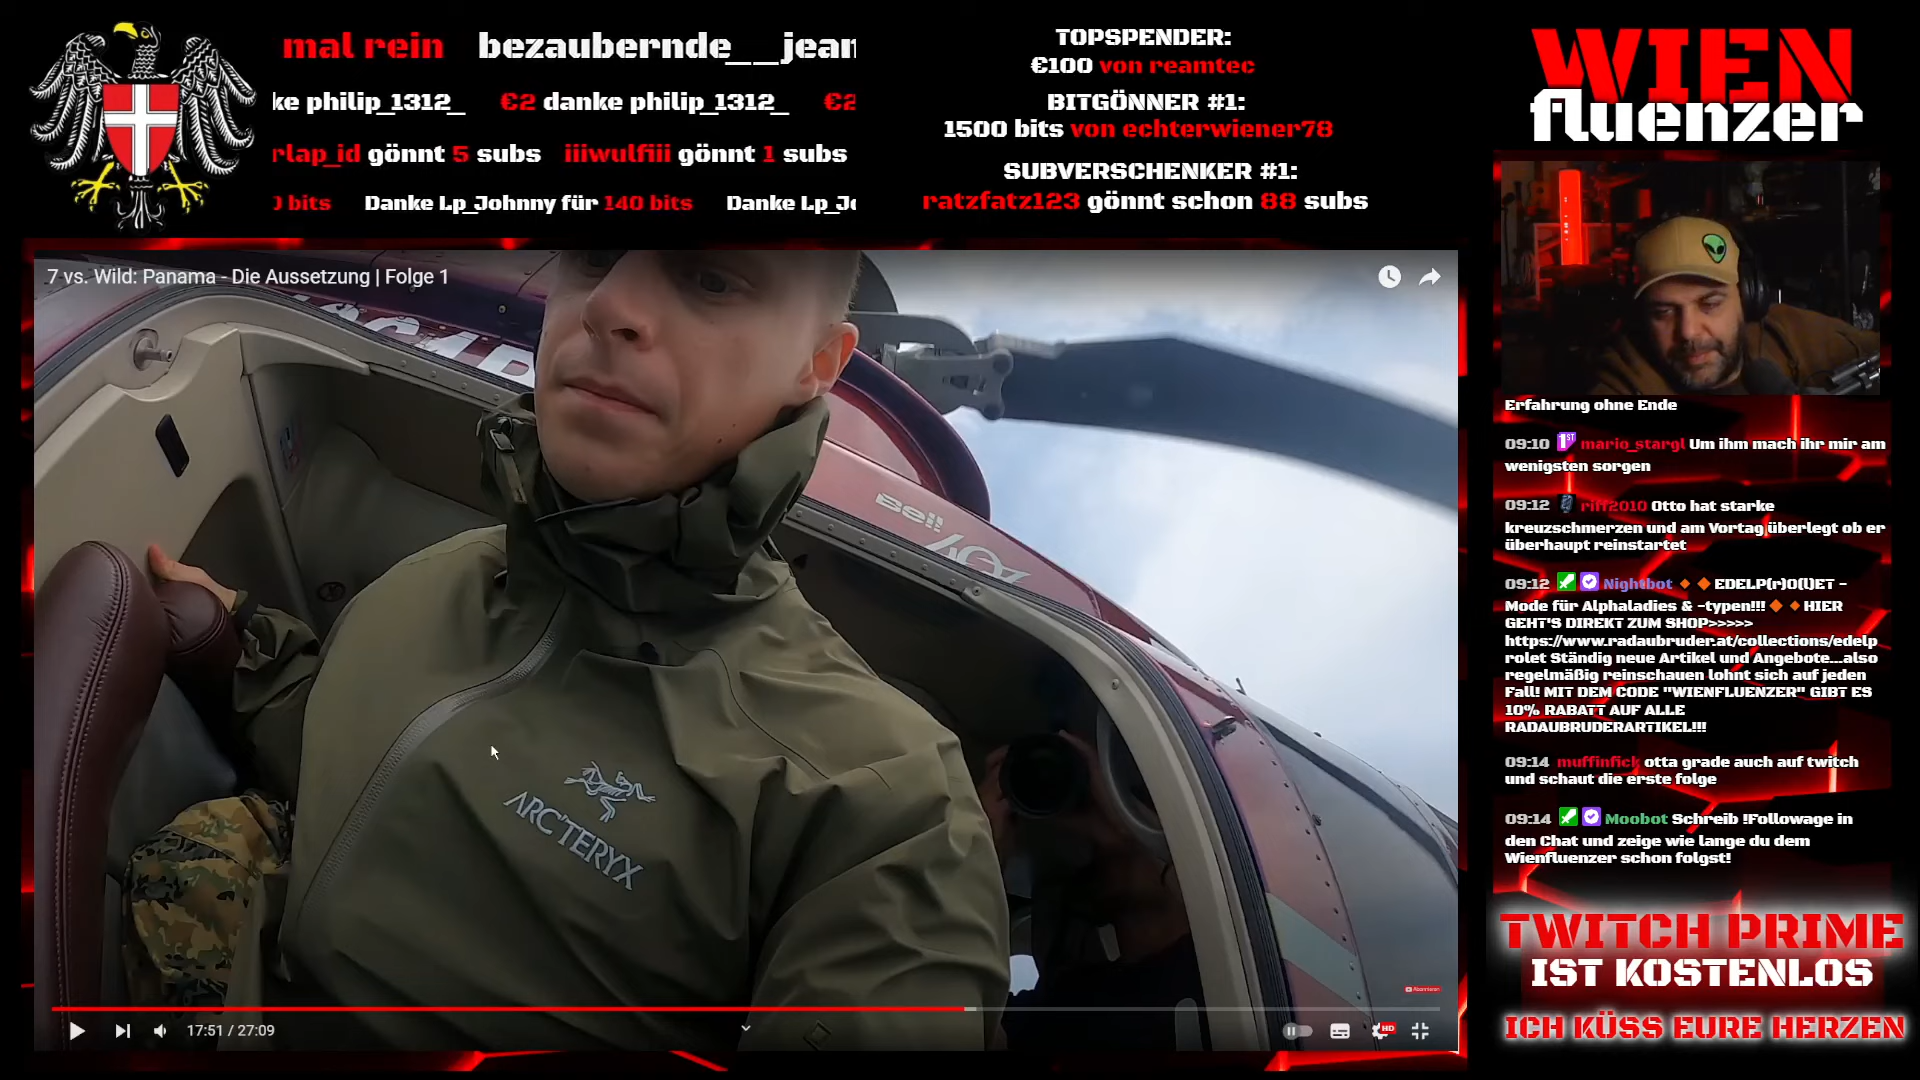 mal rein bezaubernde__jean
ke philip_1312_ €2 danke philip_1312_ €2
rlap_id gönnt 5 subs iiiwulfiii gönnt 1 subs
0 bits Danke Lp_Johnny für 140 bits Danke Lp_Jo
TOPSPENDER:
€100 von reamtec
BITGÖNNER #1:
1500 bits von echterwiener78
SUBVERSCHENKER #1:
ratzfatz123 gönnt schon 88 subs
WIEN
fluenzer
7 vs. Wild: Panama - Die Aussetzung | Folge 1
Bell
407
ARC'TERYX
17:51 / 27:09
HD
Abonnieren
Erfahrung ohne Ende
09:10 1ST mario_stargl Um ihm mach ihr mir am
wenigsten sorgen
09:12 riff2010 Otto hat starke
kreuzschmerzen und am Vortag überlegt ob er
überhaupt reinstartet
09:12 Nightbot 🔸🔶EDELP(r)O(l)ET -
Mode für Alphaladies & -typen!!!🔶🔸HIER
GEHT'S DIREKT ZUM SHOP>>>>>
https://www.radaubruder.at/collections/edelp
rolet Ständig neue Artikel und Angebote...also
regelmäßig reinschauen lohnt sich auf jeden
Fall! MIT DEM CODE "WIENFLUENZER" GIBT ES
10% RABATT AUF ALLE
RADAUBRUDERARTIKEL!!!
09:14 muffinfick otta grade auch auf twitch
und schaut die erste folge
09:14 Moobot Schreib !Followage in
den Chat und zeige wie lange du dem
Wienfluenzer schon folgst!
TWITCH PRIME
IST KOSTENLOS
ICH KÜSS EURE HERZEN